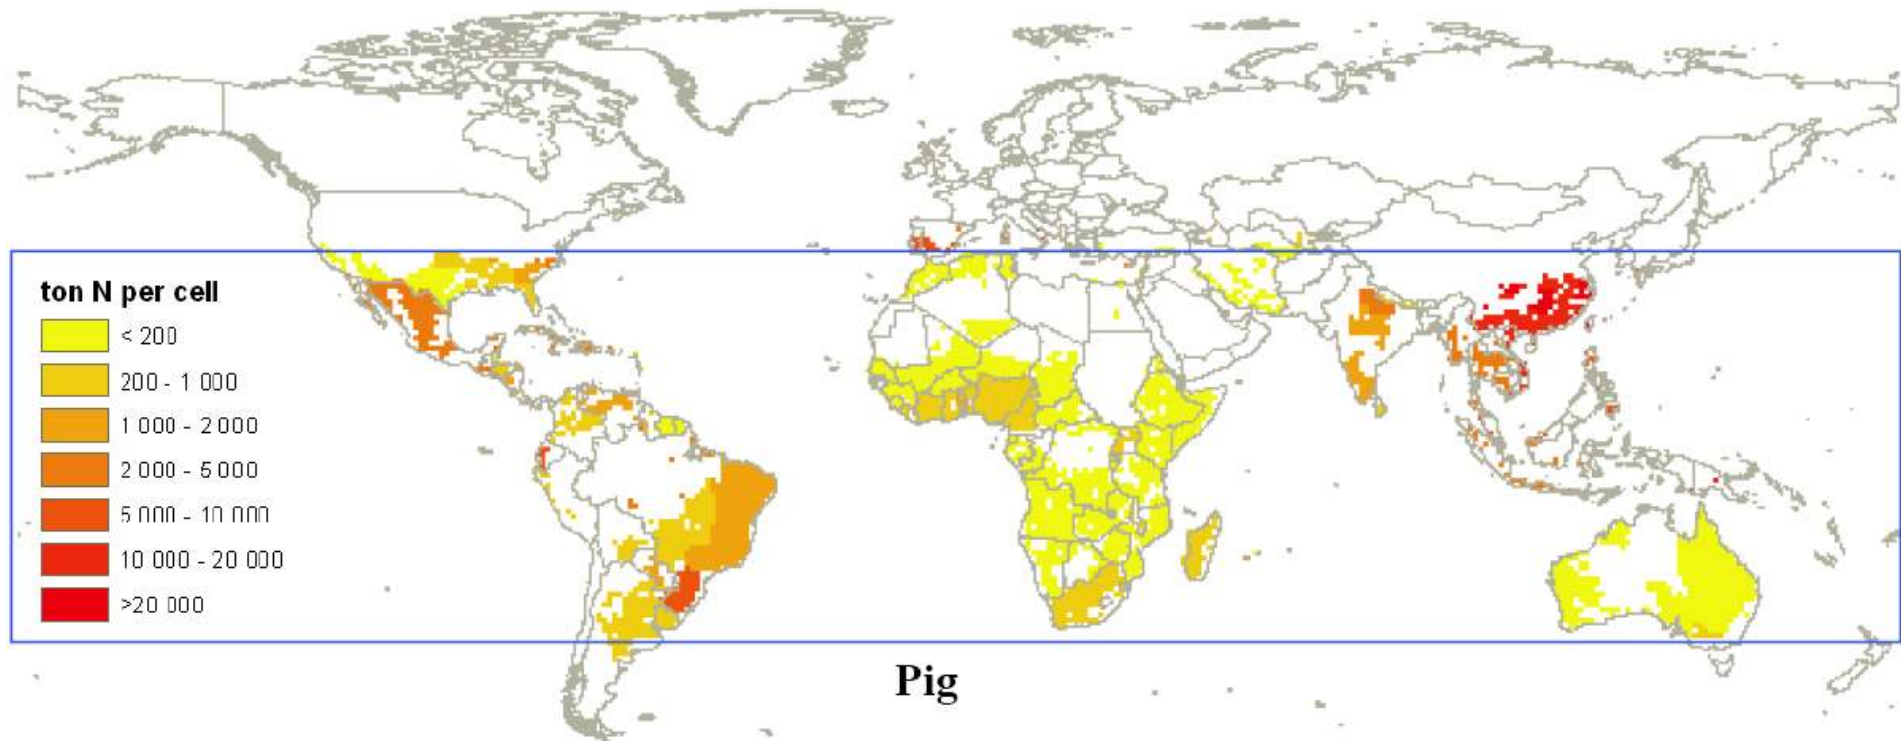 ton N per cell
< 200
200 - 1 000
1 000 - 2 000
2 000 - 5 000
5 000 - 10 000
10 000 - 20 000
>20 000
Pig